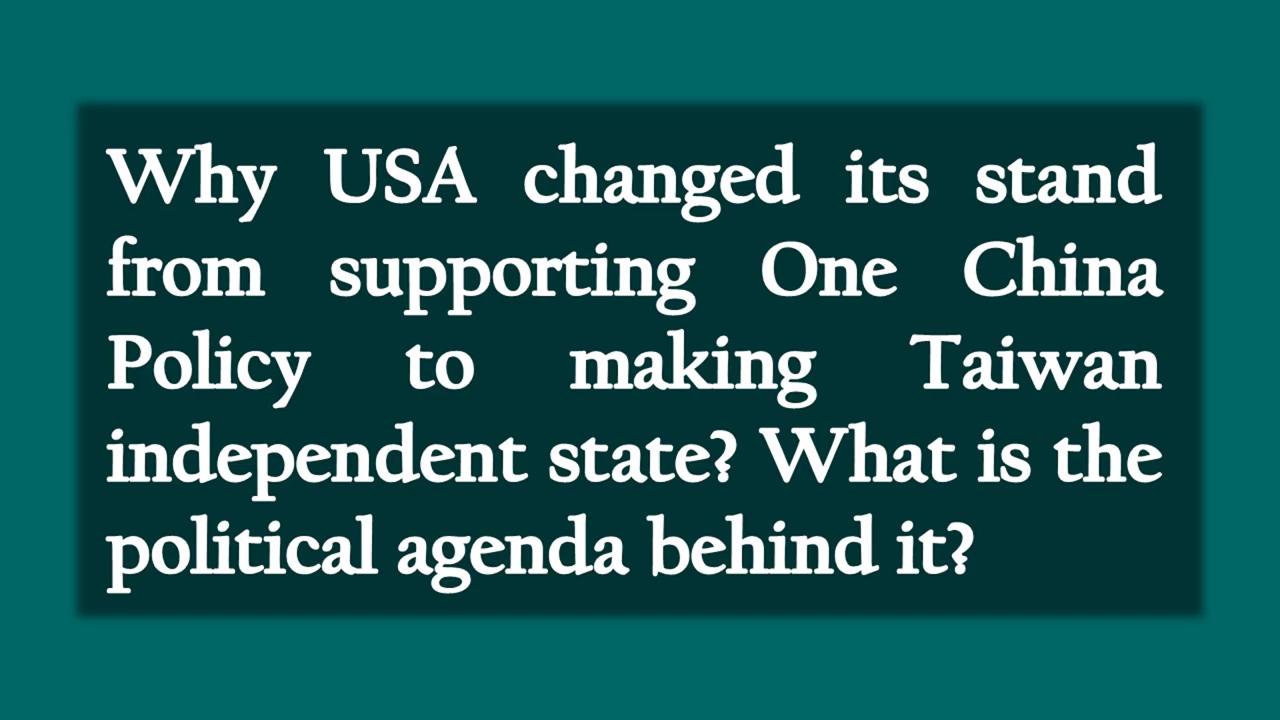 Why USA changed its stand
from supporting One China
Policy to making Taiwan
independent state? What is the
political agenda behind it?